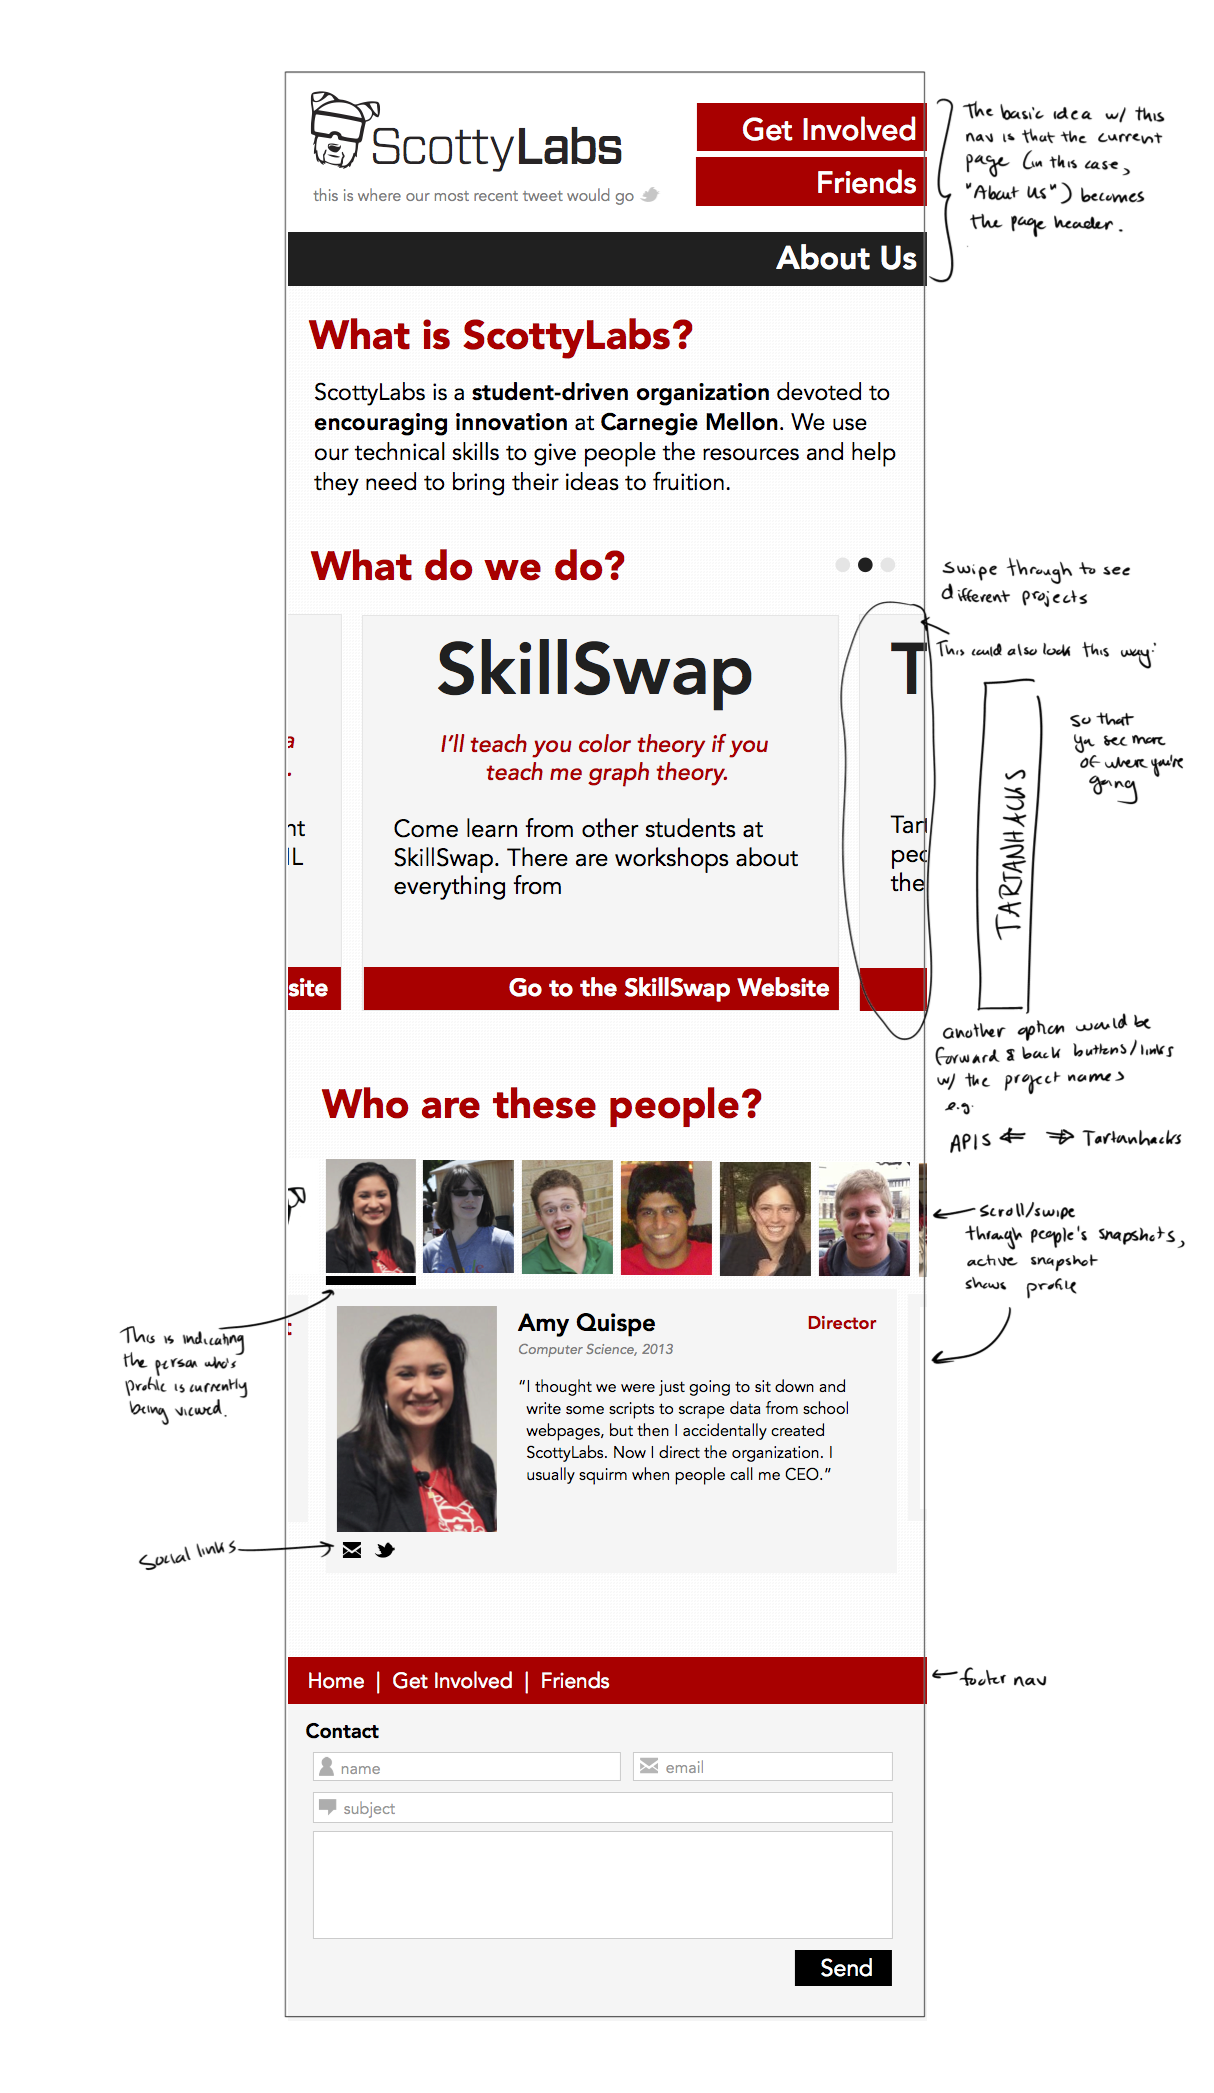 ScottyLabs
this is where our most recent tweet would go
Get Involved
Friends
About Us
The basic idea w/ this
nav is that the current
page (in this case,
"About Us") becomes
the page header.
What is ScottyLabs?
ScottyLabs is a student-driven organization devoted to
encouraging innovation at Carnegie Mellon. We use
our technical skills to give people the resources and help
they need to bring their ideas to fruition.
What do we do?
swipe through to see
different projects
This could also look this way:
TARTANHACKS
so that
you see more
of where you're
going
a
.
nt
IL
site
SkillSwap
I'll teach you color theory if you
teach me graph theory.
Come learn from other students at
SkillSwap. There are workshops about
everything from
Go to the SkillSwap Website
T
Tart
peo
the
another option would be
forward & back buttons/links
w/ the project names
e.g.
APIS ⇐ ⇒ Tartanhacks
Who are these people?
scroll/swipe
through people's snapshots,
active snapshot
shows profile
This is indicating
the person who's
profile is currently
being viewed.
t
Amy Quispe
Director
Computer Science, 2013
“I thought we were just going to sit down and
write some scripts to scrape data from school
webpages, but then I accidentally created
ScottyLabs. Now I direct the organization. I
usually squirm when people call me CEO.”
Social links
Home | Get Involved | Friends
footer nav
Contact
name
email
subject
Send